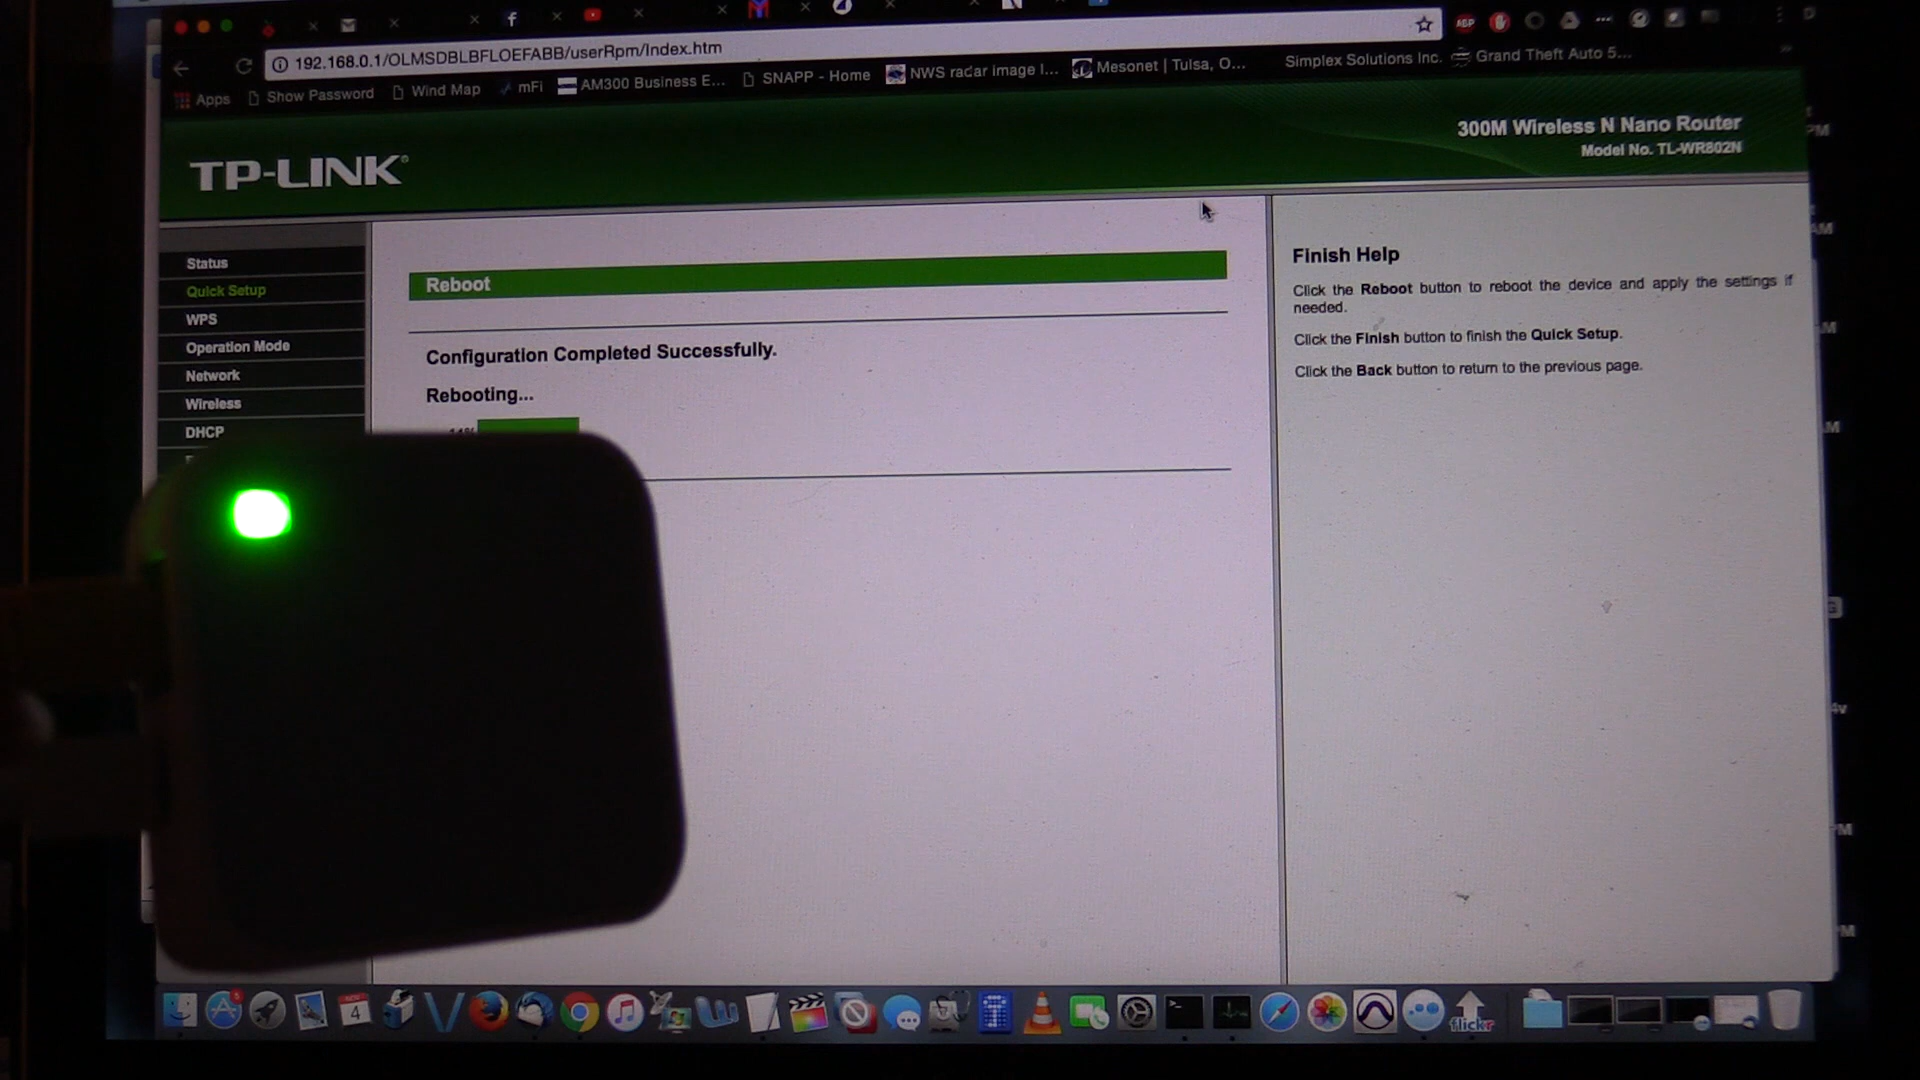 192.168.0.1/OLMSDBLBFLOEFABB/userRpm/Index.htm
ABP
Apps Show Password Wind Map mFi AM300 Business E... SNAPP - Home NWS radar image I... Mesonet | Tulsa, O... Simplex Solutions Inc. Grand Theft Auto 5...
TP-LINK
300M Wireless N Nano Router
Model No. TL-WR802N
Status
Quick Setup
WPS
Operation Mode
Network
Wireless
DHCP
Reboot
Configuration Completed Successfully.
Rebooting...
Finish Help
Click the Reboot button to reboot the device and apply the settings if
needed.
Click the Finish button to finish the Quick Setup.
Click the Back button to return to the previous page.
4
flickr